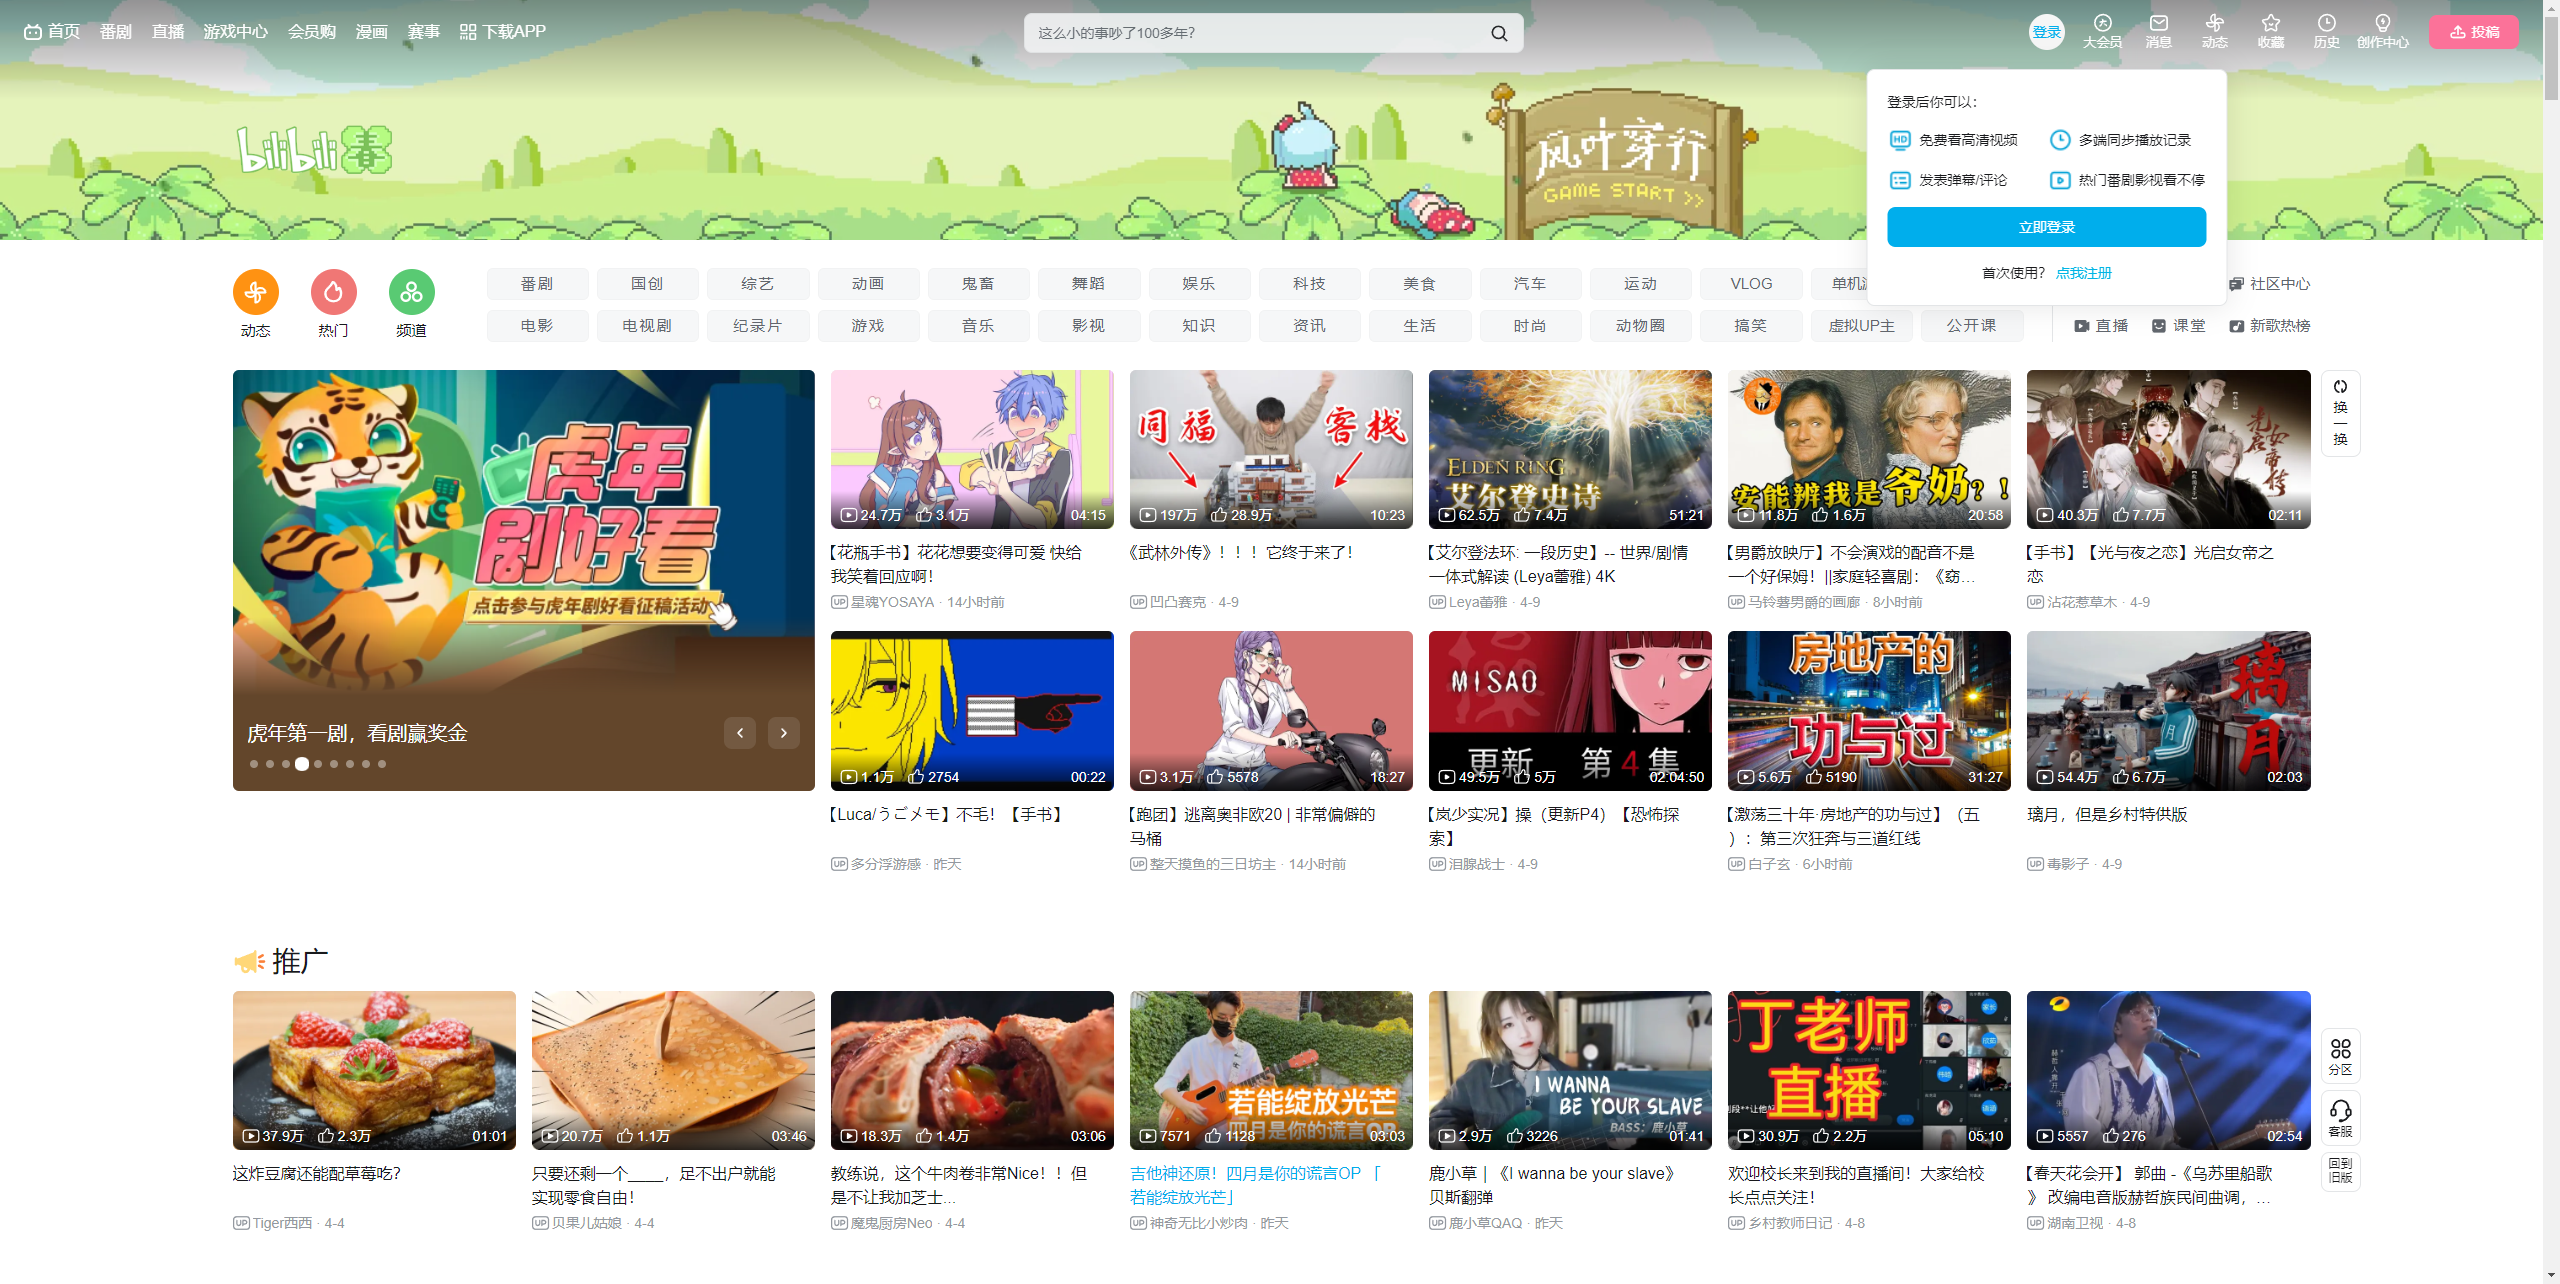 首页 番剧 直播 游戏中心 会员购 漫画 赛事 下载APP
这么小的事吵了100多年?
登录 大会员 消息 动态 收藏 历史 创作中心 投稿
bilibili 春
风叶穿行
GAME START >>
登录后你可以：
HD 免费看高清视频 多端同步播放记录
发表弹幕/评论 热门番剧影视看不停
立即登录
首次使用？ 点我注册
动态 热门 频道
番剧 国创 综艺 动画 鬼畜 舞蹈 娱乐 科技 美食 汽车 运动 VLOG 社区中心
电影 电视剧 纪录片 游戏 音乐 影视 知识 资讯 生活 时尚 动物圈 搞笑 虚拟UP主 公开课 直播 课堂 新歌热榜
虎年
剧好看
点击参与虎年剧好看征稿活动
虎年第一剧，看剧赢奖金
24.7万 3.1万 04:15
【花瓶手书】花花想要变得可爱 快给
我笑着回应啊！
UP 星魂YOSAYA · 14小时前
同福 客栈
197万 28.9万 10:23
《武林外传》！！！它终于来了！
UP 凹凸赛克 · 4-9
ELDEN RING
艾尔登史诗
62.5万 7.4万 51:21
【艾尔登法环: 一段历史】-- 世界/剧情
一体式解读 (Leya蕾雅) 4K
UP Leya蕾雅 · 4-9
安能辨我是爷奶？！
11.8万 1.6万 20:58
【男爵放映厅】不会演戏的配音不是
一个好保姆！||家庭轻喜剧：《窈...
UP 马铃薯男爵的画廊 · 8小时前
光启女帝传
40.3万 7.7万 02:11
【手书】【光与夜之恋】光启女帝之
恋
UP 沾花惹草木 · 4-9
换一换
1.1万 2754 00:22
【Luca/うごメモ】不毛！【手书】
UP 多分浮游感 · 昨天
3.1万 5578 18:27
【跑团】逃离奥非欧20 | 非常偏僻的
马桶
UP 整天摸鱼的三日坊主 · 14小时前
MISAO
更新 第4集
49.5万 5万 02:04:50
【岚少实况】操（更新P4）【恐怖探
索】
UP 泪腺战士 · 4-9
房地产的
功与过
5.6万 5190 31:27
【激荡三十年·房地产的功与过】（五
）：第三次狂奔与三道红线
UP 白子玄 · 6小时前
璃月
54.4万 6.7万 02:03
璃月，但是乡村特供版
UP 毒影子 · 4-9
推广
37.9万 2.3万 01:01
这炸豆腐还能配草莓吃？
UP Tiger西西 · 4-4
20.7万 1.1万 03:46
只要还剩一个____，足不出户就能
实现零食自由！
UP 贝果儿姑娘 · 4-4
18.3万 1.4万 03:06
教练说，这个牛肉卷非常Nice！！但
是不让我加芝士...
UP 魔鬼厨房Neo · 4-4
若能绽放光芒
四月是你的谎言OP
7571 1128 03:03
吉他神还原！四月是你的谎言OP 「
若能绽放光芒」
UP 神奇无比小炒肉 · 昨天
I WANNA
BE YOUR SLAVE
BASS: 鹿小草
2.9万 3226 01:41
鹿小草 | 《I wanna be your slave》
贝斯翻弹
UP 鹿小草QAQ · 昨天
丁老师
直播
30.9万 2.2万 05:10
欢迎校长来到我的直播间！大家给校
长点点关注！
UP 乡村教师日记 · 4-8
5557 276 02:54
【春天花会开】 郭曲 -《乌苏里船歌
》 改编电音版赫哲族民间曲调，...
UP 湖南卫视 · 4-8
分区
客服
回到
旧版